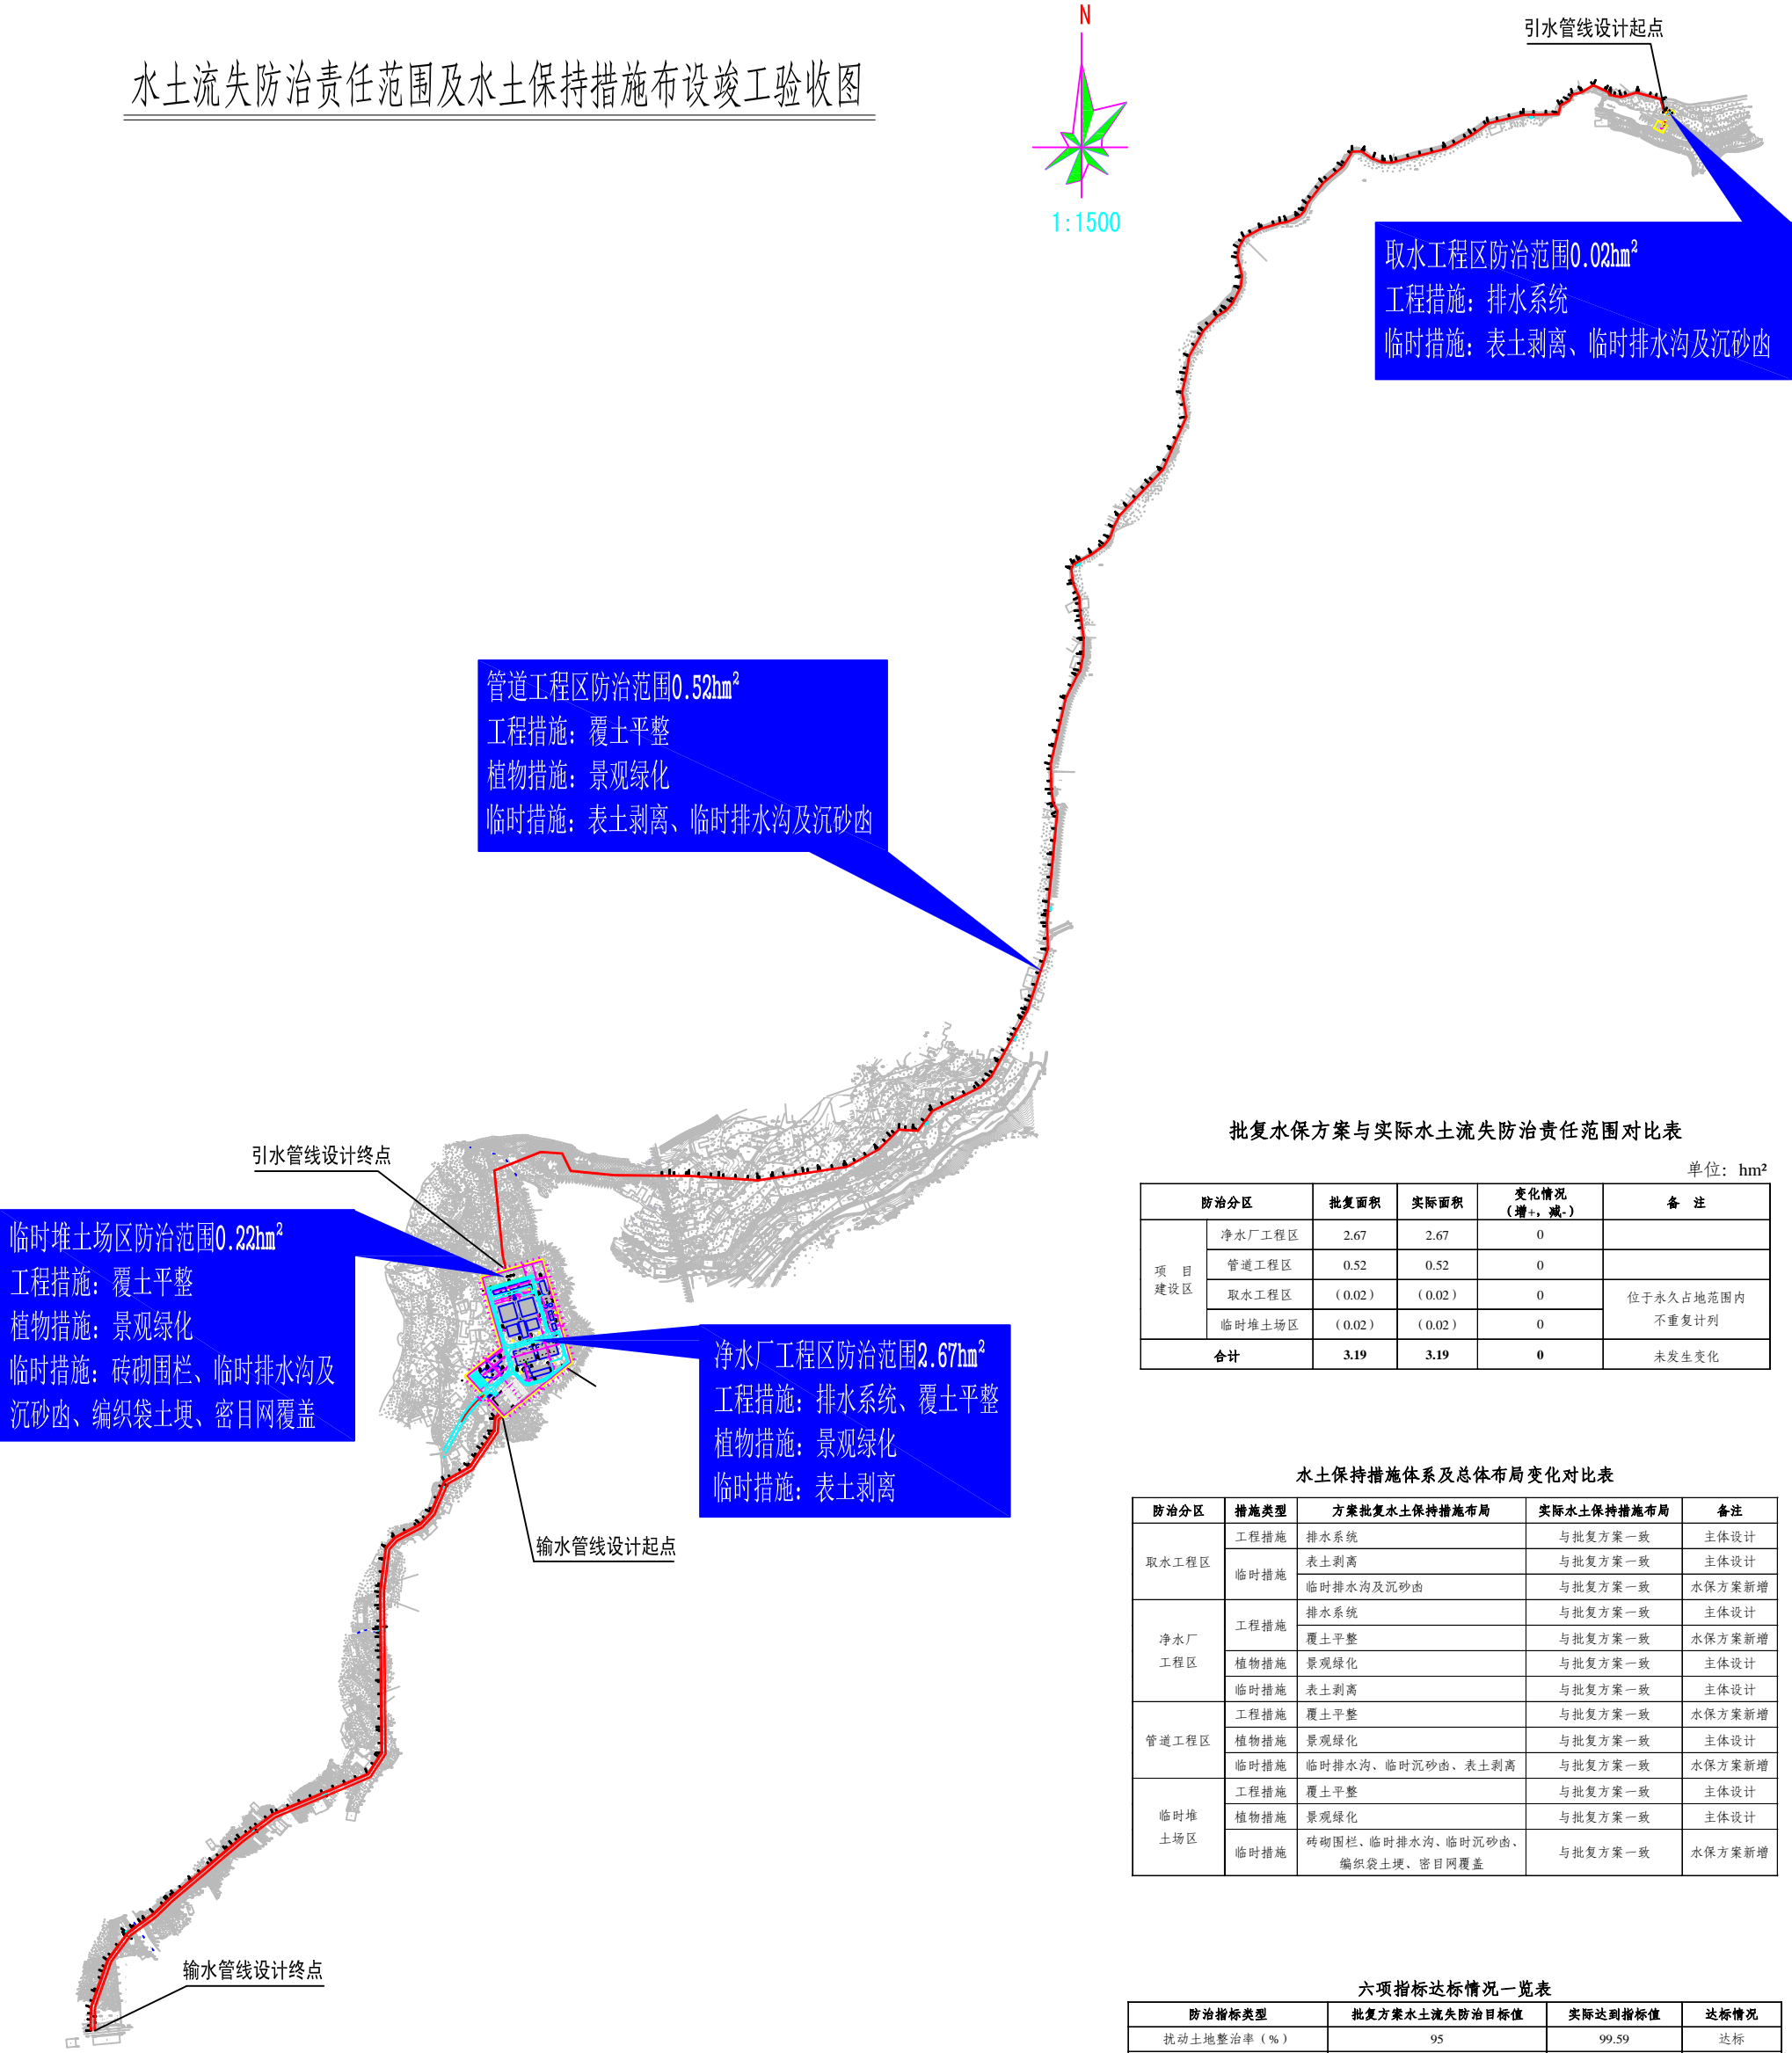 水土流失防治责任范围及水土保持措施布设竣工验收图
N
1:1500
引水管线设计起点
取水工程区防治范围0.02hm²
工程措施：排水系统
临时措施：表土剥离、临时排水沟及沉砂凼
管道工程区防治范围0.52hm²
工程措施：覆土平整
植物措施：景观绿化
临时措施：表土剥离、临时排水沟及沉砂凼
引水管线设计终点
临时堆土场区防治范围0.22hm²
工程措施：覆土平整
植物措施：景观绿化
临时措施：砖砌围栏、临时排水沟及
沉砂凼、编织袋土埂、密目网覆盖
净水厂工程区防治范围2.67hm²
工程措施：排水系统、覆土平整
植物措施：景观绿化
临时措施：表土剥离
输水管线设计起点
输水管线设计终点
批复水保方案与实际水土流失防治责任范围对比表
单位：hm²
防治分区 批复面积 实际面积 变化情况（增+，减-） 备 注
项 目建设区 净水厂工程区 2.67 2.67 0
管道工程区 0.52 0.52 0
取水工程区 （0.02） （0.02） 0 位于永久占地范围内
临时堆土场区 （0.02） （0.02） 0 不重复计列
合计 3.19 3.19 0 未发生变化
水土保持措施体系及总体布局变化对比表
防治分区 措施类型 方案批复水土保持措施布局 实际水土保持措施布局 备注
取水工程区 工程措施 排水系统 与批复方案一致 主体设计
临时措施 表土剥离 与批复方案一致 主体设计
临时排水沟及沉砂凼 与批复方案一致 水保方案新增
净水厂工程区 工程措施 排水系统 与批复方案一致 主体设计
覆土平整 与批复方案一致 水保方案新增
植物措施 景观绿化 与批复方案一致 主体设计
临时措施 表土剥离 与批复方案一致 主体设计
管道工程区 工程措施 覆土平整 与批复方案一致 水保方案新增
植物措施 景观绿化 与批复方案一致 主体设计
临时措施 临时排水沟、临时沉砂凼、表土剥离 与批复方案一致 水保方案新增
临时堆土场区 工程措施 覆土平整 与批复方案一致 主体设计
植物措施 景观绿化 与批复方案一致 主体设计
临时措施 砖砌围栏、临时排水沟、临时沉砂凼、编织袋土埂、密目网覆盖 与批复方案一致 水保方案新增
六项指标达标情况一览表
防治指标类型 批复方案水土流失防治目标值 实际达到指标值 达标情况
扰动土地整治率（%） 95 99.59 达标